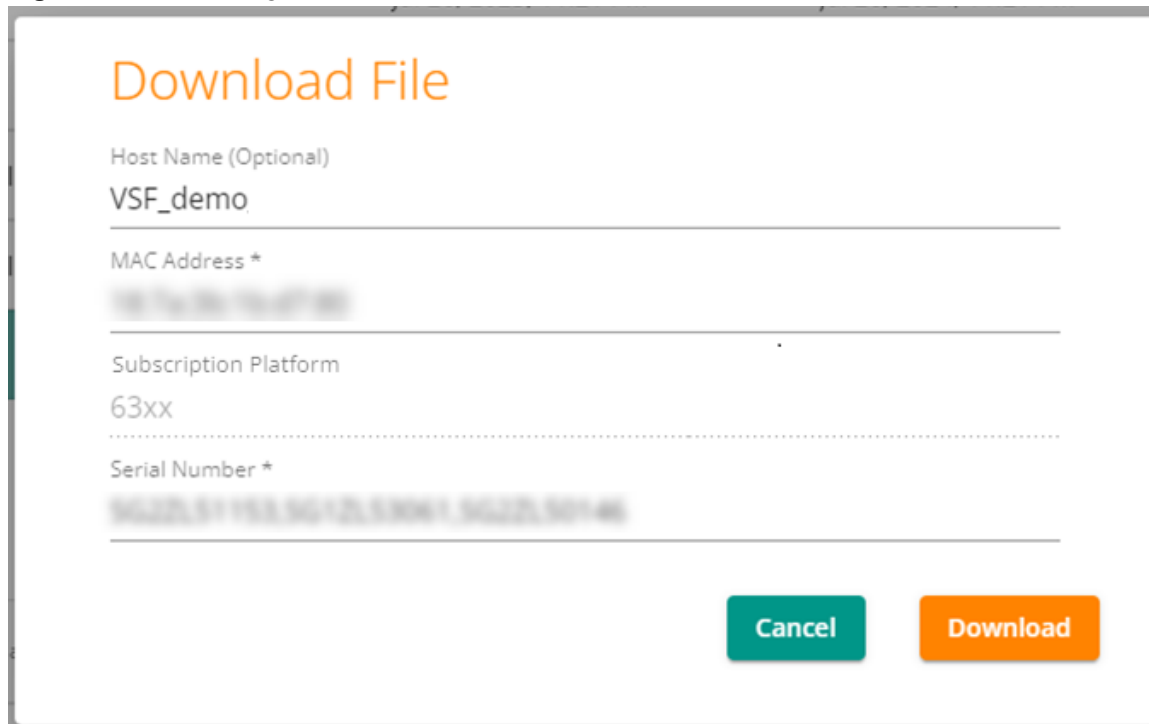 Download File
Host Name (Optional)
VSF_demo
MAC Address *
Subscription Platform
63xx
Serial Number *
Cancel
Download